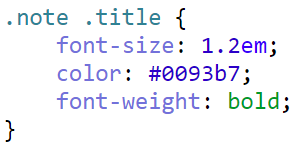 .note .title {
    font-size: 1.2em;
    color: #0093b7;
    font-weight: bold;
}